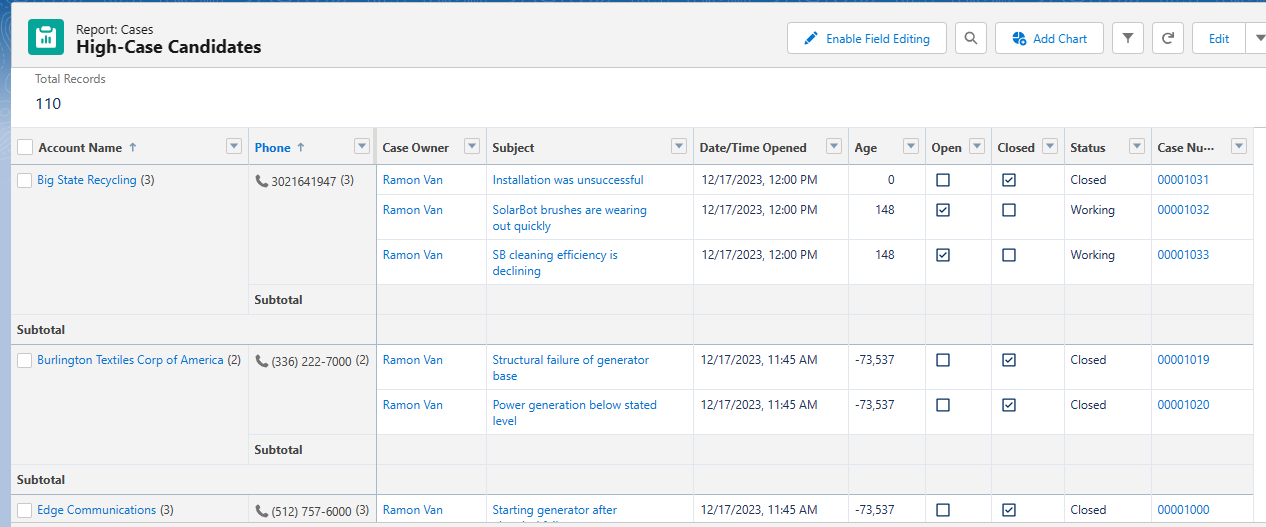 Report: Cases
High-Case Candidates
Enable Field Editing
Add Chart
Edit
Total Records
110
Account Name ↑ Phone ↑ Case Owner Subject Date/Time Opened Age Open Closed Status Case Nu···
Big State Recycling (3) 3021641947 (3) Ramon Van Installation was unsuccessful 12/17/2023, 12:00 PM 0 Closed 00001031
Ramon Van SolarBot brushes are wearing 12/17/2023, 12:00 PM 148 Working 00001032
out quickly
Ramon Van SB cleaning efficiency is 12/17/2023, 12:00 PM 148 Working 00001033
declining
Subtotal
Subtotal
Burlington Textiles Corp of America (2) (336) 222-7000 (2) Ramon Van Structural failure of generator 12/17/2023, 11:45 AM -73,537 Closed 00001019
base
Ramon Van Power generation below stated 12/17/2023, 11:45 AM -73,537 Closed 00001020
level
Subtotal
Subtotal
Edge Communications (3) (512) 757-6000 (3) Ramon Van Starting generator after 12/17/2023, 11:45 AM -73,537 Closed 00001000